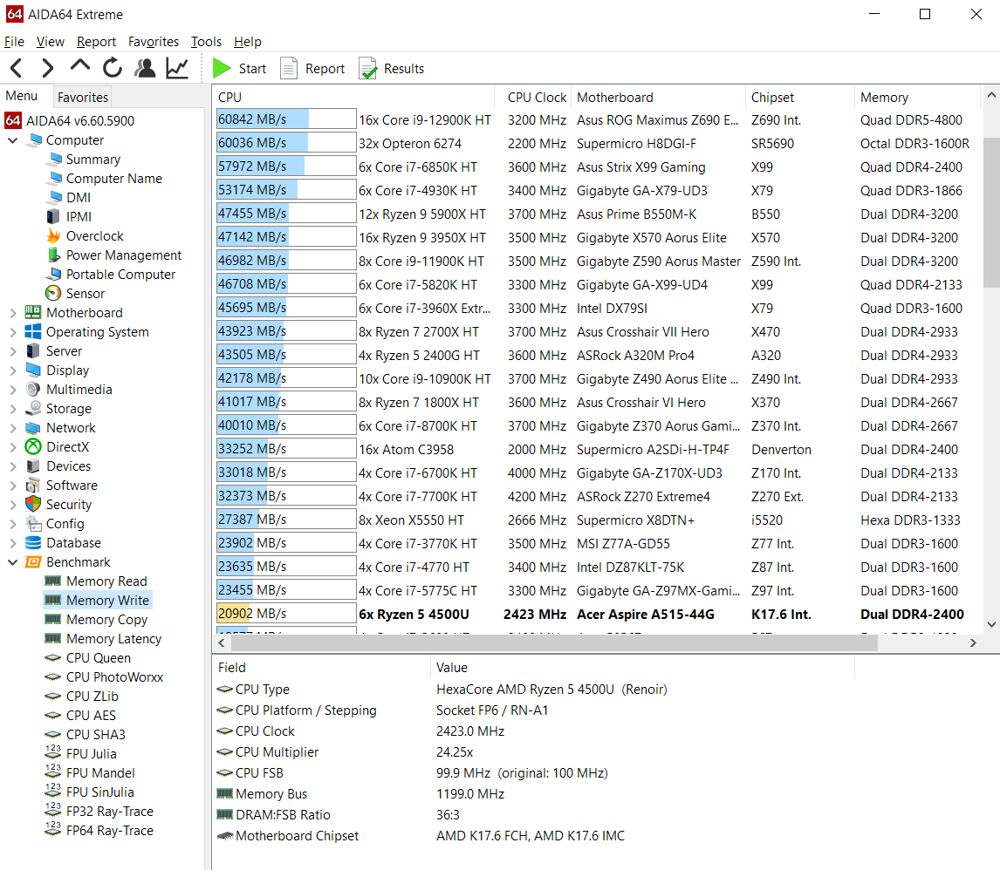 64 AIDA64 Extreme
File View Report Favorites Tools Help
Start Report Results
Menu Favorites
64 AIDA64 v6.60.5900
Computer
Summary
Computer Name
DMI
IPMI
Overclock
Power Management
Portable Computer
Sensor
Motherboard
Operating System
Server
Display
Multimedia
Storage
Network
DirectX
Devices
Software
Security
Config
Database
Benchmark
Memory Read
Memory Write
Memory Copy
Memory Latency
CPU Queen
CPU PhotoWorxx
CPU ZLib
CPU AES
CPU SHA3
123 FPU Julia
123 FPU Mandel
123 FPU SinJulia
123 FP32 Ray-Trace
123 FP64 Ray-Trace
CPU CPU Clock Motherboard Chipset Memory
60842 MB/s 16x Core i9-12900K HT 3200 MHz Asus ROG Maximus Z690 E... Z690 Int. Quad DDR5-4800
60036 MB/s 32x Opteron 6274 2200 MHz Supermicro H8DGI-F SR5690 Octal DDR3-1600R
57972 MB/s 6x Core i7-6850K HT 3600 MHz Asus Strix X99 Gaming X99 Quad DDR4-2400
53174 MB/s 6x Core i7-4930K HT 3400 MHz Gigabyte GA-X79-UD3 X79 Quad DDR3-1866
47455 MB/s 12x Ryzen 9 5900X HT 3700 MHz Asus Prime B550M-K B550 Dual DDR4-3200
47142 MB/s 16x Ryzen 9 3950X HT 3500 MHz Gigabyte X570 Aorus Elite X570 Dual DDR4-3200
46982 MB/s 8x Core i9-11900K HT 3500 MHz Gigabyte Z590 Aorus Master Z590 Int. Dual DDR4-3200
46708 MB/s 6x Core i7-5820K HT 3300 MHz Gigabyte GA-X99-UD4 X99 Quad DDR4-2133
45695 MB/s 6x Core i7-3960X Extr... 3300 MHz Intel DX79SI X79 Quad DDR3-1600
43923 MB/s 8x Ryzen 7 2700X HT 3700 MHz Asus Crosshair VII Hero X470 Dual DDR4-2933
43505 MB/s 4x Ryzen 5 2400G HT 3600 MHz ASRock A320M Pro4 A320 Dual DDR4-2933
42178 MB/s 10x Core i9-10900K HT 3700 MHz Gigabyte Z490 Aorus Elite ... Z490 Int. Dual DDR4-2933
41017 MB/s 8x Ryzen 7 1800X HT 3600 MHz Asus Crosshair VI Hero X370 Dual DDR4-2667
40010 MB/s 6x Core i7-8700K HT 3700 MHz Gigabyte Z370 Aorus Gami... Z370 Int. Dual DDR4-2667
33252 MB/s 16x Atom C3958 2000 MHz Supermicro A2SDi-H-TP4F Denverton Dual DDR4-2400
33018 MB/s 4x Core i7-6700K HT 4000 MHz Gigabyte GA-Z170X-UD3 Z170 Int. Dual DDR4-2133
32373 MB/s 4x Core i7-7700K HT 4200 MHz ASRock Z270 Extreme4 Z270 Ext. Dual DDR4-2133
27387 MB/s 8x Xeon X5550 HT 2666 MHz Supermicro X8DTN+ i5520 Hexa DDR3-1333
23902 MB/s 4x Core i7-3770K HT 3500 MHz MSI Z77A-GD55 Z77 Int. Dual DDR3-1600
23635 MB/s 4x Core i7-4770 HT 3400 MHz Intel DZ87KLT-75K Z87 Int. Dual DDR3-1600
23455 MB/s 4x Core i7-5775C HT 3300 MHz Gigabyte GA-Z97MX-Gami... Z97 Int. Dual DDR3-1600
20902 MB/s 6x Ryzen 5 4500U 2423 MHz Acer Aspire A515-44G K17.6 Int. Dual DDR4-2400
Field Value
CPU Type HexaCore AMD Ryzen 5 4500U (Renoir)
CPU Platform / Stepping Socket FP6 / RN-A1
CPU Clock 2423.0 MHz
CPU Multiplier 24.25x
CPU FSB 99.9 MHz (original: 100 MHz)
Memory Bus 1199.0 MHz
DRAM:FSB Ratio 36:3
Motherboard Chipset AMD K17.6 FCH, AMD K17.6 IMC